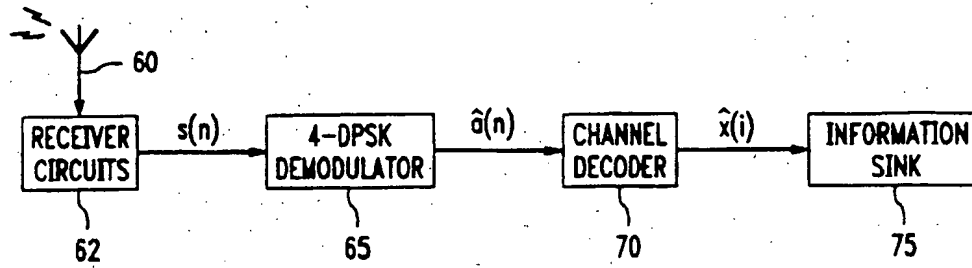 60
RECEIVER
CIRCUITS
s(n)
4-DPSK
DEMODULATOR
â(n)
CHANNEL
DECODER
x̂(i)
INFORMATION
SINK
62
65
70
75